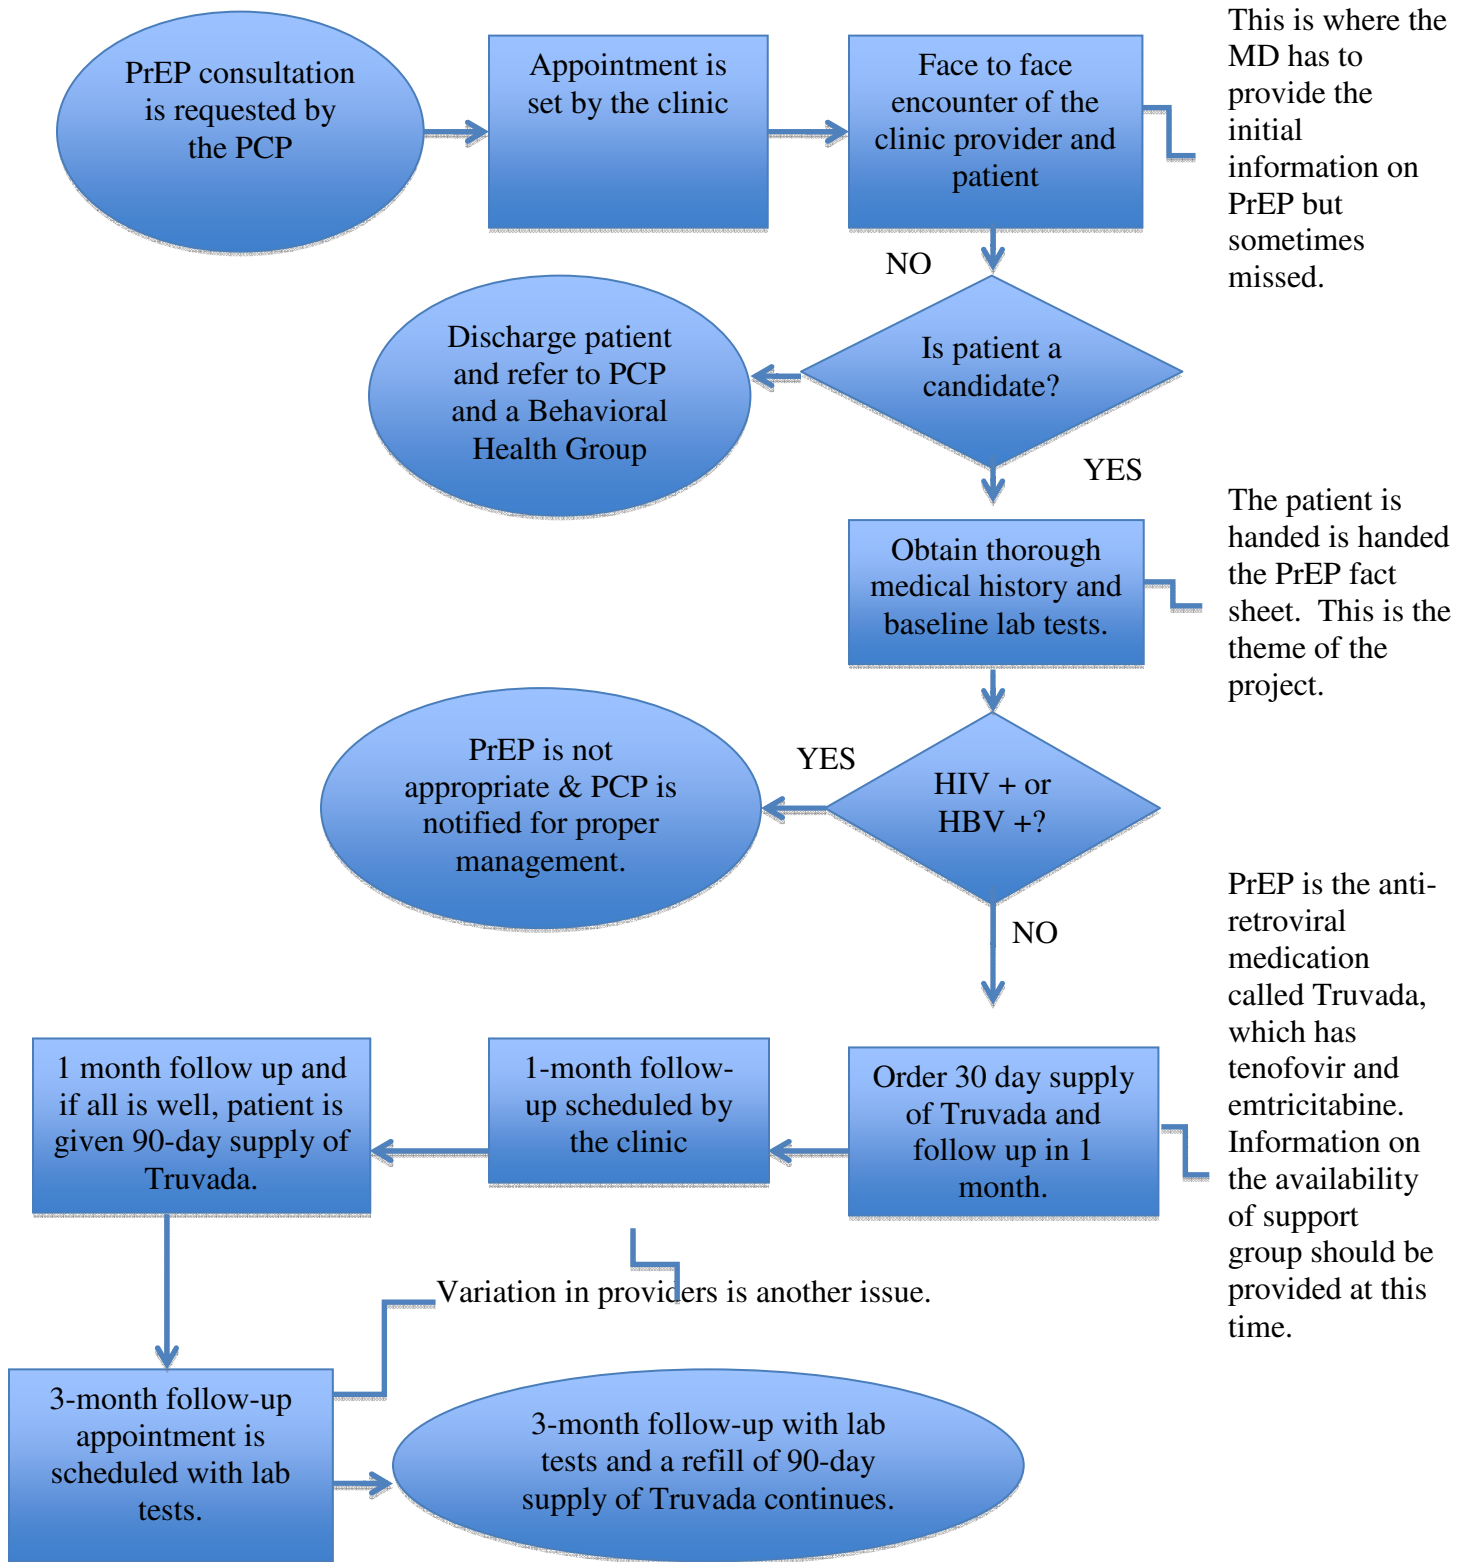 PrEP consultation
is requested by
the PCP
Appointment is
set by the clinic
Face to face
encounter of the
clinic provider and
patient
This is where the
MD has to
provide the
initial
information on
PrEP but
sometimes
missed.
NO
Is patient a
candidate?
Discharge patient
and refer to PCP
and a Behavioral
Health Group
YES
Obtain thorough
medical history and
baseline lab tests.
The patient is
handed is handed
the PrEP fact
sheet.  This is the
theme of the
project.
HIV + or
HBV +?
YES
PrEP is not
appropriate & PCP is
notified for proper
management.
NO
PrEP is the anti-
retroviral
medication
called Truvada,
which has
tenofovir and
emtricitabine.
Information on
the availability
of support
group should be
provided at this
time.
Order 30 day supply
of Truvada and
follow up in 1
month.
1-month follow-
up scheduled by
the clinic
1 month follow up and
if all is well, patient is
given 90-day supply of
Truvada.
Variation in providers is another issue.
3-month follow-up
appointment is
scheduled with lab
tests.
3-month follow-up with lab
tests and a refill of 90-day
supply of Truvada continues.